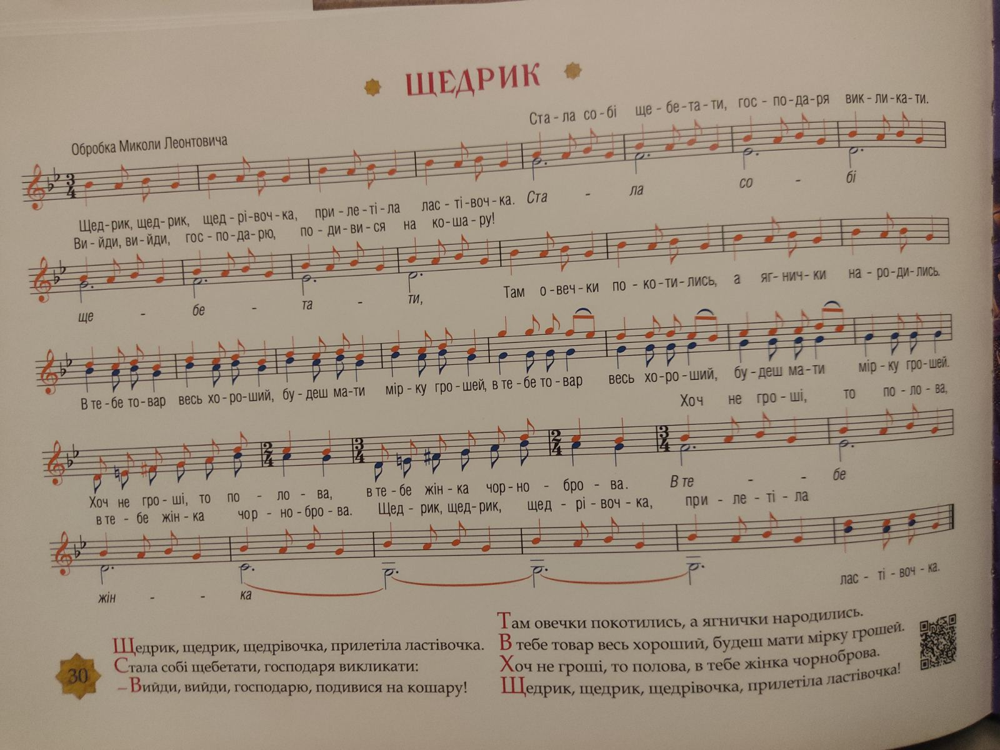 ЩЕДРИК
Ста - ла со - бі ще - бе - та - ти, гос - по - да - ря вик - ли - ка - ти.
Обробка Миколи Леонтовича
3
4
Щед - рик, щед - рик, щед - рі - воч - ка, при - ле - ті - ла лас - ті - воч - ка. Ста - ла со - бі
Ви - йди, ви - йди, гос - по - да - рю, по - ди - ви - ся на ко - ша - ру!
ще - бе - та - ти, Там о - веч - ки по - ко - ти - лись, а яг - нич - ки на - ро - ди - лись.
В те - бе то - вар весь хо - ро - ший, бу - деш ма - ти мір - ку гро - шей, в те - бе то - вар весь хо - ро - ший, бу - деш ма - ти мір - ку гро - шей.
Хоч не гро - ші, то по - ло - ва,
2
4
3
4
2
4
3
4
Хоч не гро - ші, то по - ло - ва, в те - бе жін - ка чор - но - бро - ва. В те - - бе
в те - бе жін - ка чор - но - бро - ва. Щед - рик, щед - рик, щед - рі - воч - ка, при - ле - ті - ла
жін - - ка лас - ті - воч - ка.
Щедрик, щедрик, щедрівочка, прилетіла ластівочка.
Стала собі щебетати, господаря викликати:
– Вийди, вийди, господарю, подивися на кошару!
Там овечки покотились, а ягнички народились.
В тебе товар весь хороший, будеш мати мірку грошей.
Хоч не гроші, то полова, в тебе жінка чорноброва.
Щедрик, щедрик, щедрівочка, прилетіла ластівочка!
30